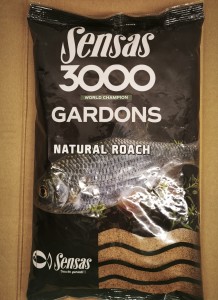 Sensas
3000
WORLD CHAMPION
GARDONS
NATURAL ROACH
Sensas